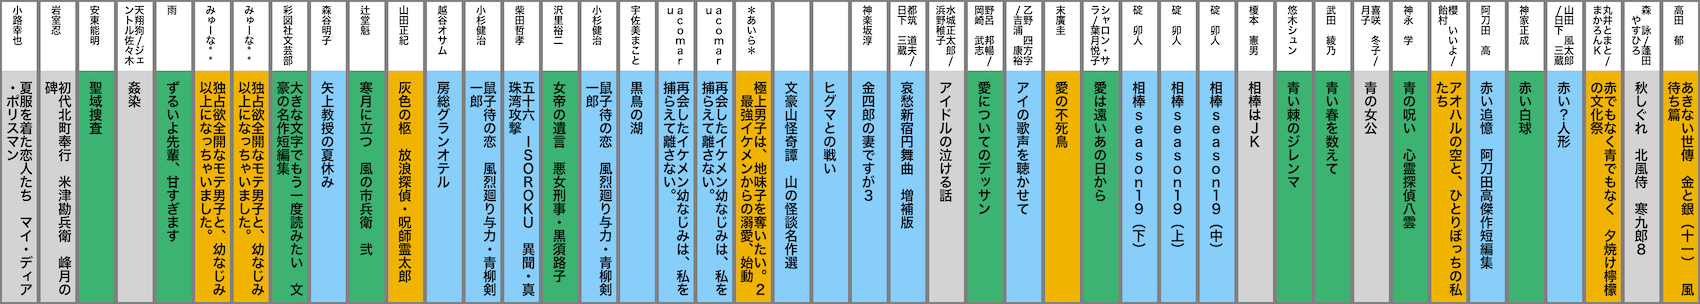 高田　郁
あきない世傳　金と銀（十一）　風
待ち篇
森　詠/蓮田
やすひろ
秋しぐれ　北風侍　寒九郎８
丸井とまと/
まかろんＫ
赤でもなく青でもなく　夕焼け檸檬
の文化祭
山田　風太郎
/日下　三蔵
赤い？人形
神家正成
赤い白球
阿刀田　高
赤い追憶　阿刀田高傑作短編集
櫻　いいよ/
飴村
アオハルの空と、ひとりぼっちの私
たち
神永　学
青の呪い　心霊探偵八雲
喜咲　冬子/
月子
青の女公
武田　綾乃
青い春を数えて
悠木シュン
青い棘のジレンマ
榎本　憲男
相棒はＪＫ
碇　卯人
相棒ｓｅａｓｏｎ１９（中）
碇　卯人
相棒ｓｅａｓｏｎ１９（上）
碇　卯人
相棒ｓｅａｓｏｎ１９（下）
シャロン・サ
ラ/葉月悦子
愛は遠いあの日から
末廣圭
愛の不死鳥
乙野　四方字
/吉浦　康裕
アイの歌声を聴かせて
野呂　邦暢/
岡崎　武志
愛についてのデッサン
水城正太郎/
浜野稚子/
アイドルの泣ける話
都筑　道夫/
日下　三蔵
哀愁新宿円舞曲　増補版
神楽坂淳
金四郎の妻ですが３
ヒグマとの戦い
文豪山怪奇譚　山の怪談名作選
＊あいら＊
極上男子は、地味子を奪いたい。２
最強イケメンからの溺愛、始動
ａｃｏｍａｒ
ｕ
再会したイケメン幼なじみは、私を
捕らえて離さない。
ａｃｏｍａｒ
ｕ
再会したイケメン幼なじみは、私を
捕らえて離さない。
宇佐美まこと
黒鳥の湖
小杉健治
鼠子待の恋　風烈廻り与力・青柳剣
一郎
沢里裕二
女帝の遺言　悪女刑事・黒須路子
柴田哲孝
五十六　ーＩＳＯＲＯＫＵ　異聞・真
珠湾攻撃
小杉健治
鼠子待の恋　風烈廻り与力・青柳剣
一郎
越谷オサム
房総グランオテル
山田正紀
灰色の柩　放浪探偵・呪師霊太郎
辻堂魁
寒月に立つ　風の市兵衛　弐
森谷明子
矢上教授の夏休み
彩図社文芸部
大きな文字でもう一度読みたい　文
豪の名作短編集
みゅーな＊＊
独占欲全開なモテ男子と、幼なじみ
以上になっちゃいました。
みゅーな＊＊
独占欲全開なモテ男子と、幼なじみ
以上になっちゃいました。
雨
ずるいよ先輩、甘すぎます
天翔狗/ジェ
ントル佐々木
姦染
安東能明
聖域捜査
岩室忍
初代北町奉行　米津勘兵衛　峰月の
碑
小路幸也
夏服を着た恋人たち　マイ・ディア
・ポリスマン